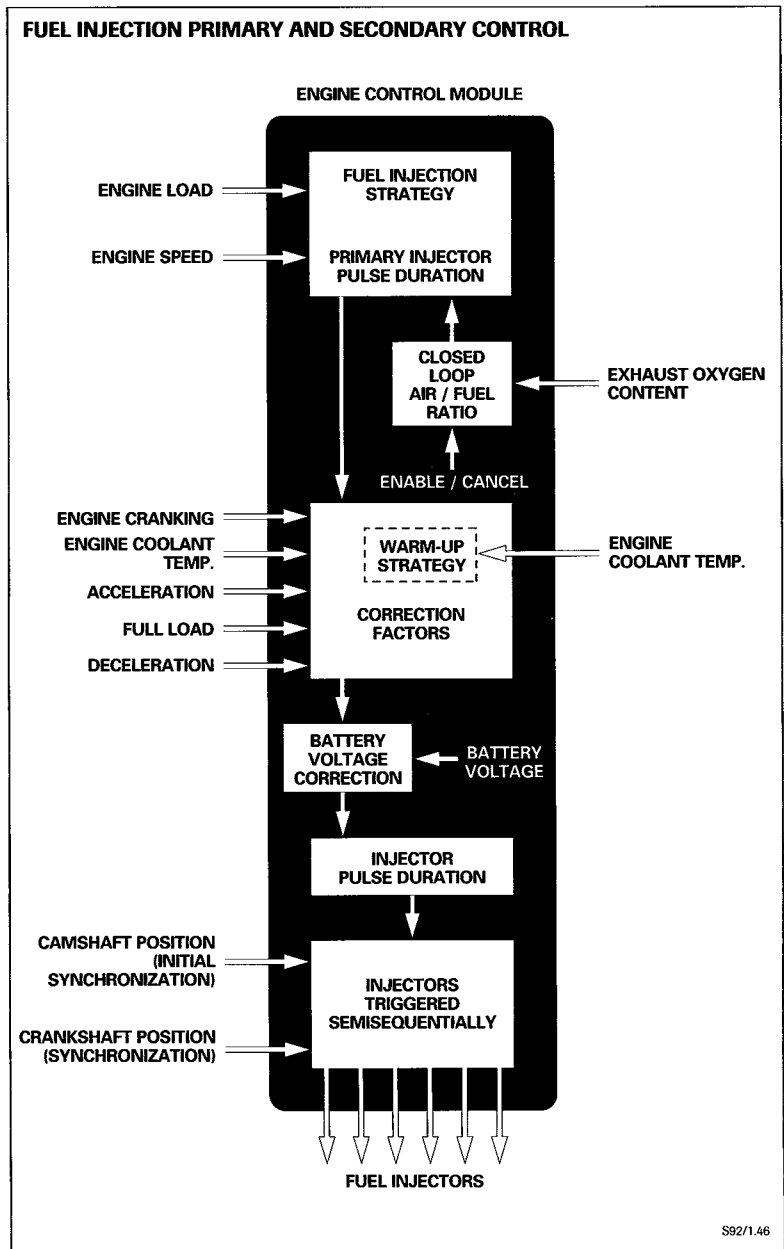 FUEL INJECTION PRIMARY AND SECONDARY CONTROL
ENGINE CONTROL MODULE
ENGINE LOAD
FUEL INJECTION
STRATEGY
ENGINE SPEED
PRIMARY INJECTOR
PULSE DURATION
CLOSED
LOOP
AIR / FUEL
RATIO
EXHAUST OXYGEN
CONTENT
ENABLE / CANCEL
ENGINE CRANKING
ENGINE COOLANT
TEMP.
ACCELERATION
FULL LOAD
DECELERATION
WARM-UP
STRATEGY
ENGINE
COOLANT TEMP.
CORRECTION
FACTORS
BATTERY
VOLTAGE
CORRECTION
BATTERY
VOLTAGE
INJECTOR
PULSE DURATION
CAMSHAFT POSITION
(INITIAL
SYNCHRONIZATION)
CRANKSHAFT POSITION
(SYNCHRONIZATION)
INJECTORS
TRIGGERED
SEMISEQUENTIALLY
FUEL INJECTORS
S92/1.46